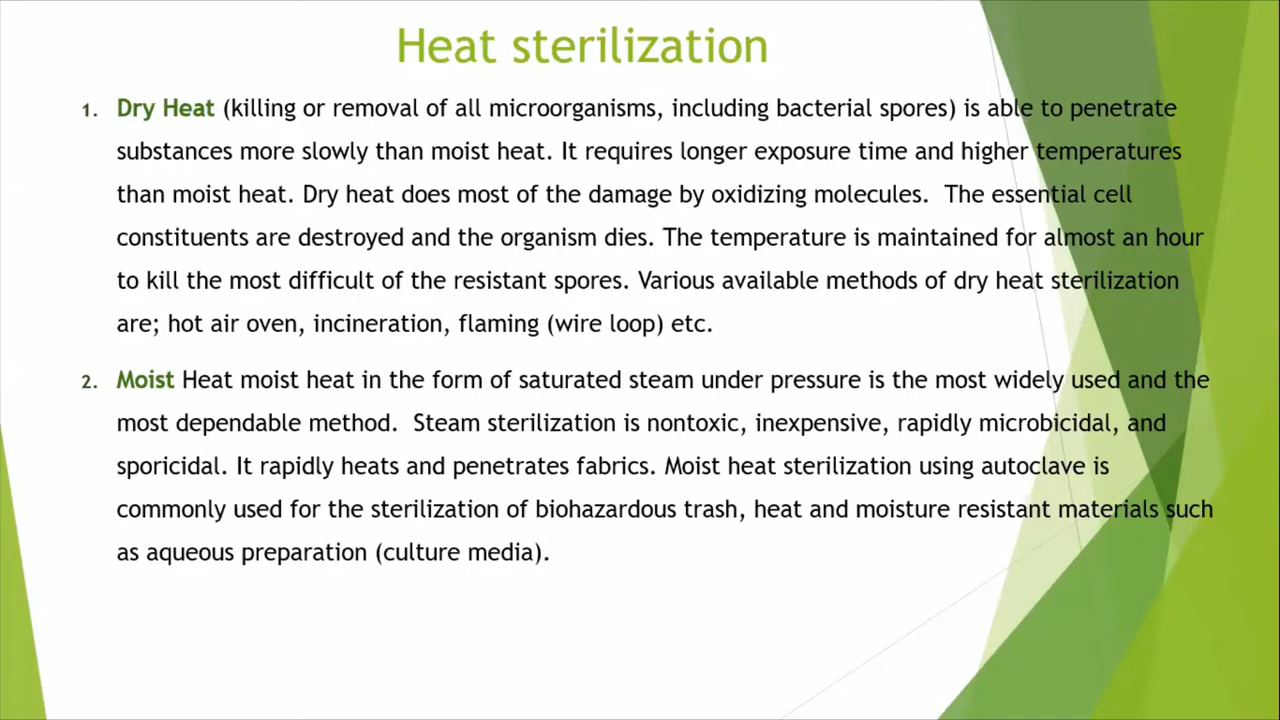 Heat sterilization
1. Dry Heat (killing or removal of all microorganisms, including bacterial spores) is able to penetrate
substances more slowly than moist heat. It requires longer exposure time and higher temperatures
than moist heat. Dry heat does most of the damage by oxidizing molecules.  The essential cell
constituents are destroyed and the organism dies. The temperature is maintained for almost an hour
to kill the most difficult of the resistant spores. Various available methods of dry heat sterilization
are; hot air oven, incineration, flaming (wire loop) etc.
2. Moist Heat moist heat in the form of saturated steam under pressure is the most widely used and the
most dependable method.  Steam sterilization is nontoxic, inexpensive, rapidly microbicidal, and
sporicidal. It rapidly heats and penetrates fabrics. Moist heat sterilization using autoclave is
commonly used for the sterilization of biohazardous trash, heat and moisture resistant materials such
as aqueous preparation (culture media).